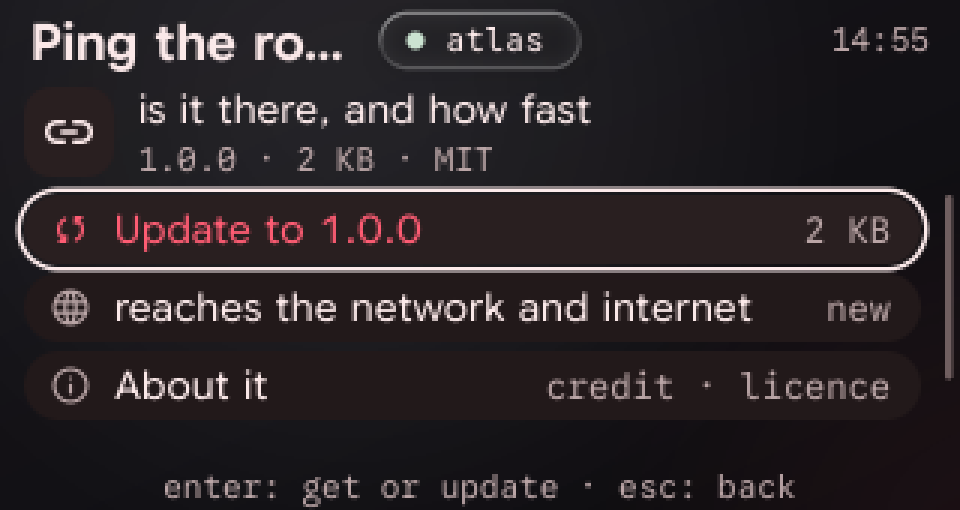 Ping the ro... atlas 14:55
is it there, and how fast
1.0.0 · 2 KB · MIT
Update to 1.0.0 2 KB
reaches the network and internet new
About it credit · licence
enter: get or update · esc: back